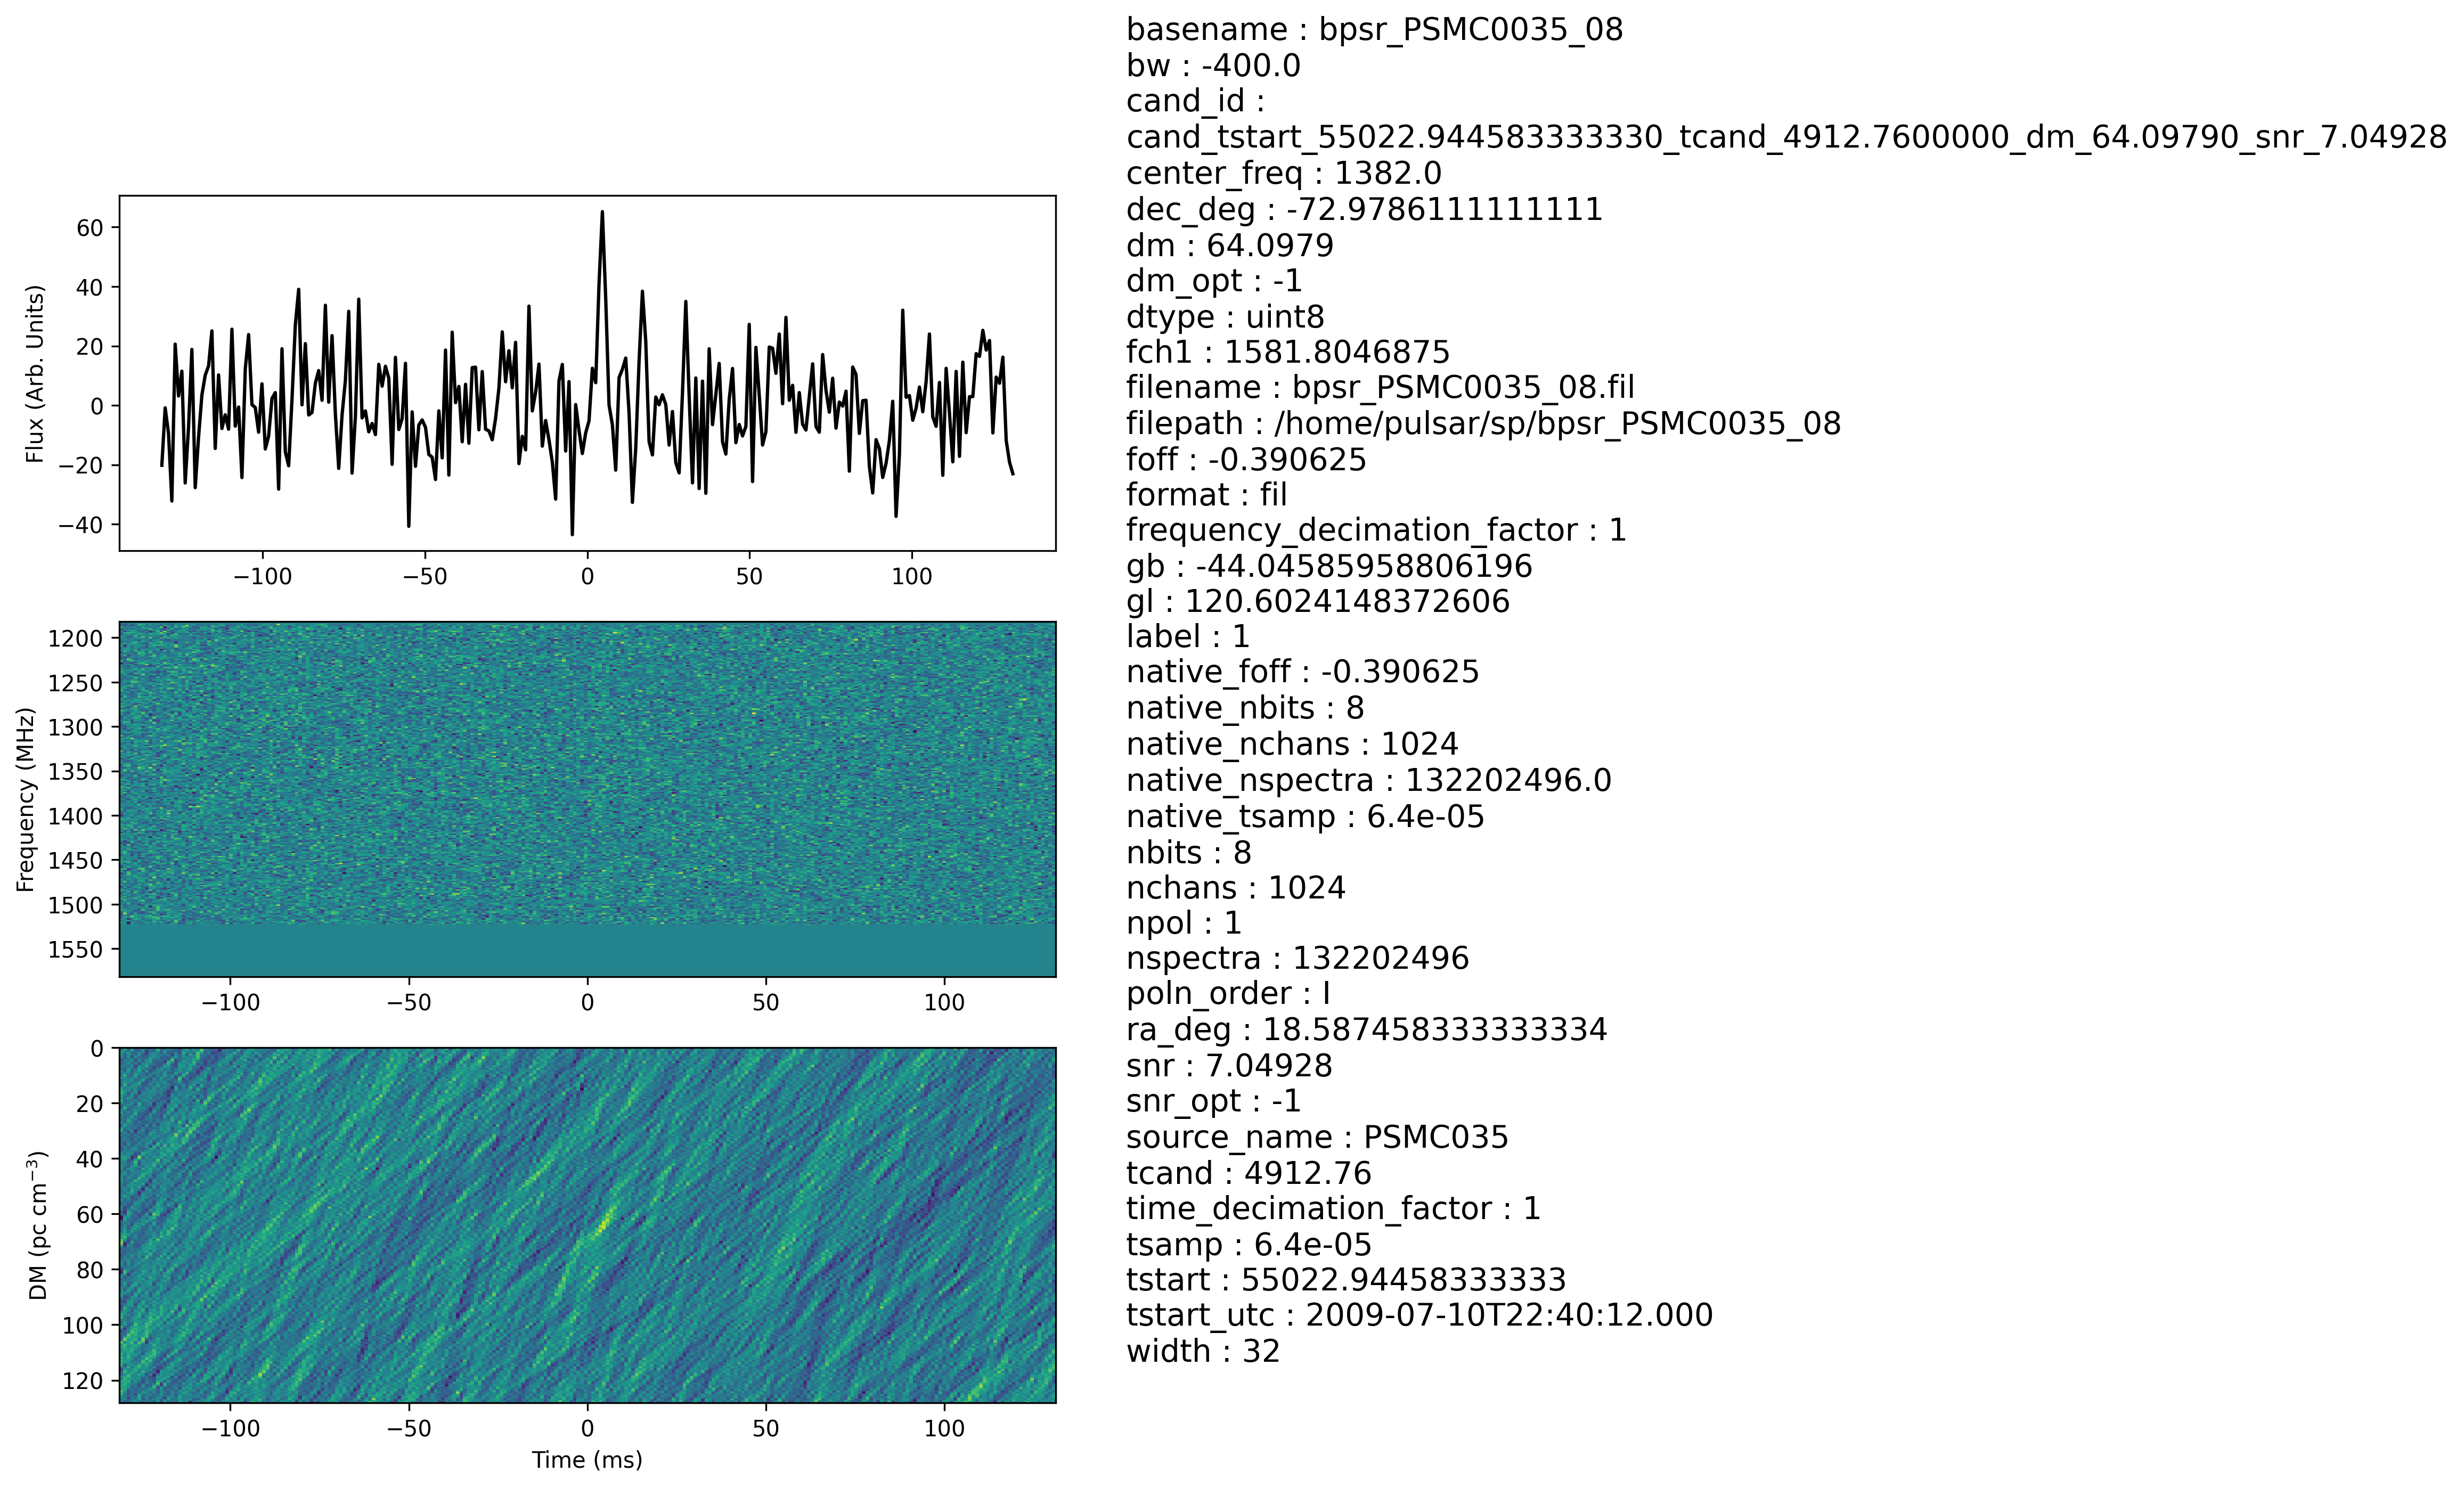 basename : bpsr_PSMC0035_08
bw : -400.0
cand_id :
cand_tstart_55022.944583333330_tcand_4912.7600000_dm_64.09790_snr_7.04928
center_freq : 1382.0
dec_deg : -72.9786111111111
dm : 64.0979
dm_opt : -1
dtype : uint8
fch1 : 1581.8046875
filename : bpsr_PSMC0035_08.fil
filepath : /home/pulsar/sp/bpsr_PSMC0035_08
foff : -0.390625
format : fil
frequency_decimation_factor : 1
gb : -44.04585958806196
gl : 120.6024148372606
label : 1
native_foff : -0.390625
native_nbits : 8
native_nchans : 1024
native_nspectra : 132202496.0
native_tsamp : 6.4e-05
nbits : 8
nchans : 1024
npol : 1
nspectra : 132202496
poln_order : I
ra_deg : 18.587458333333334
snr : 7.04928
snr_opt : -1
source_name : PSMC035
tcand : 4912.76
time_decimation_factor : 1
tsamp : 6.4e-05
tstart : 55022.94458333333
tstart_utc : 2009-07-10T22:40:12.000
width : 32
Flux (Arb. Units)
60
40
20
0
−20
−40
−100 −50 0 50 100
Frequency (MHz)
1200
1250
1300
1350
1400
1450
1500
1550
−100 −50 0 50 100
DM (pc cm⁻³)
0
20
40
60
80
100
120
−100 −50 0 50 100
Time (ms)